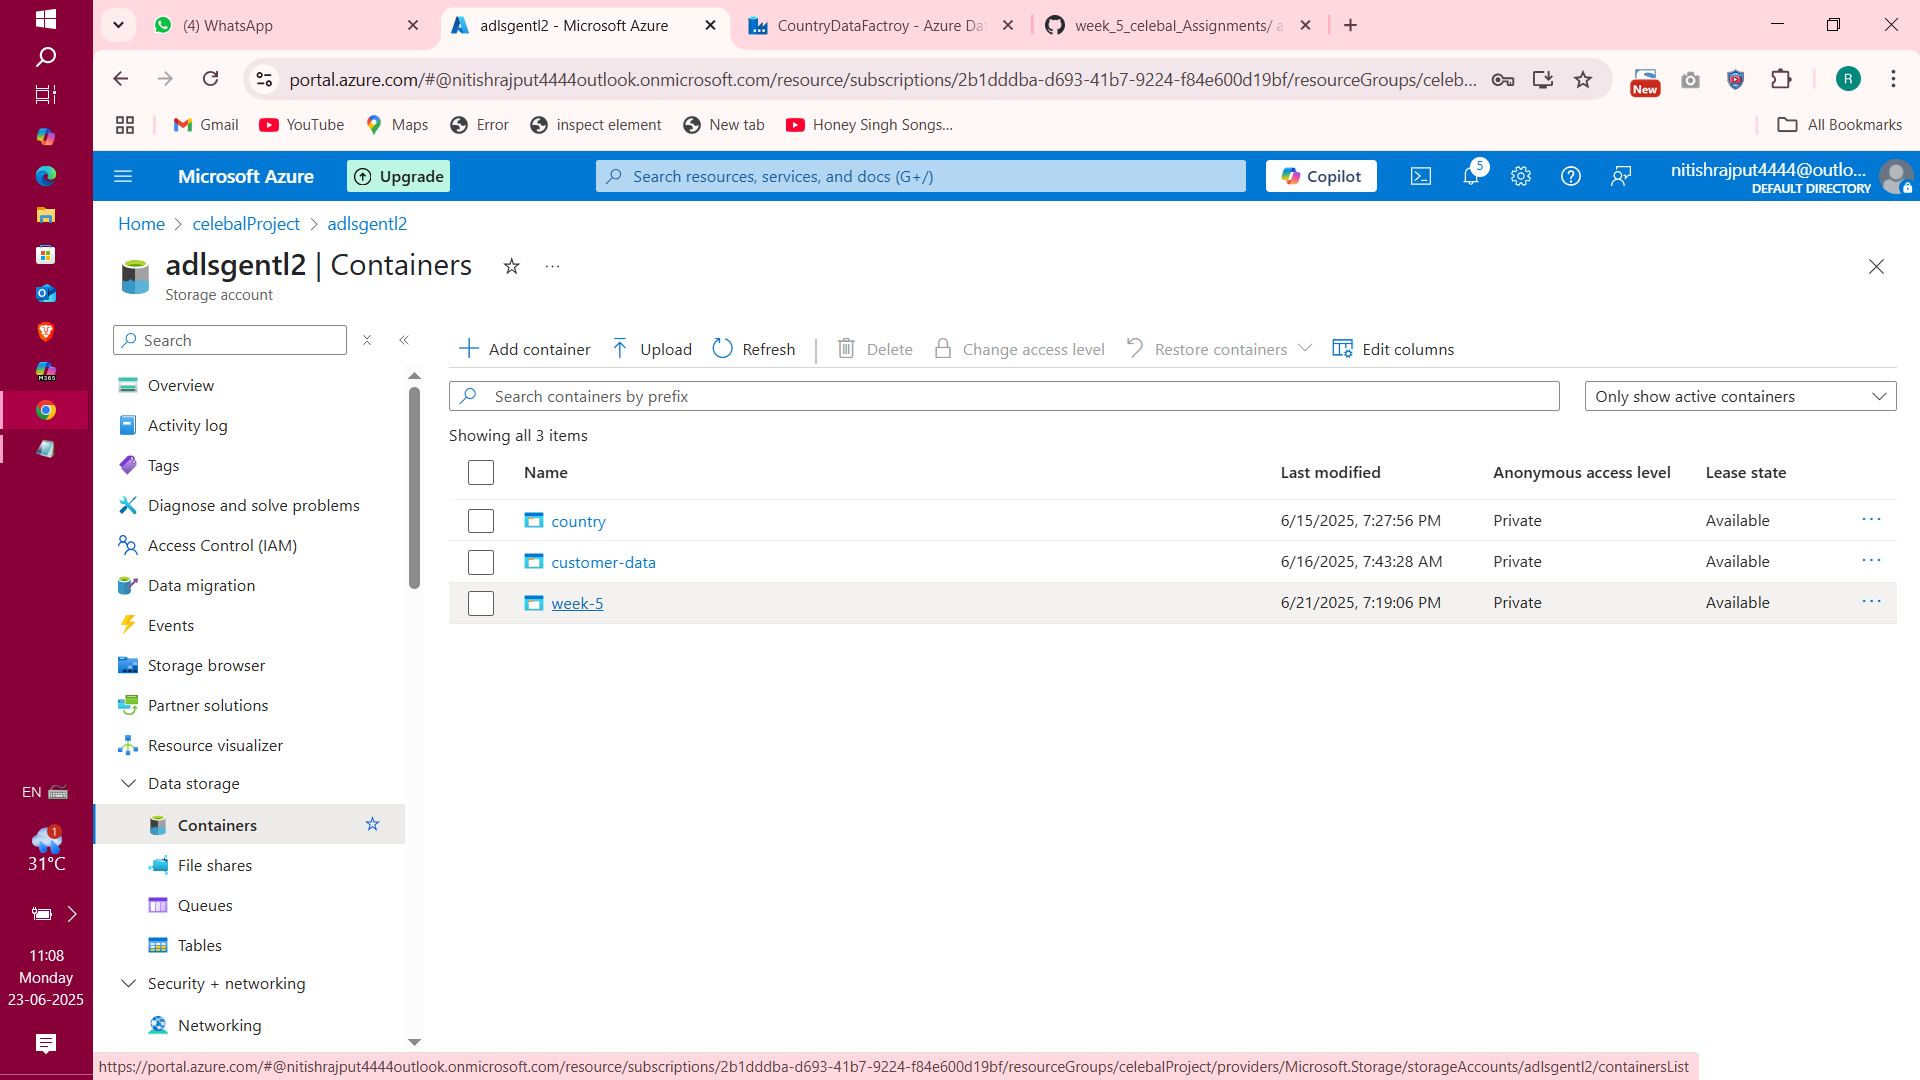 (4) WhatsApp
adlsgentl2 - Microsoft Azure
CountryDataFactroy - Azure Da
week_5_celebal_Assignments/ a
portal.azure.com/#@nitishrajput4444outlook.onmicrosoft.com/resource/subscriptions/2b1dddba-d693-41b7-9224-f84e600d19bf/resourceGroups/celeb...
New
R
Gmail
YouTube
Maps
Error
inspect element
New tab
Honey Singh Songs...
All Bookmarks
Microsoft Azure
Upgrade
Search resources, services, and docs (G+/)
Copilot
5
nitishrajput4444@outlo...
DEFAULT DIRECTORY
Home > celebalProject > adlsgentl2
adlsgentl2 | Containers
Storage account
Search
Overview
Activity log
Tags
Diagnose and solve problems
Access Control (IAM)
Data migration
Events
Storage browser
Partner solutions
Resource visualizer
Data storage
Containers
File shares
Queues
Tables
Security + networking
Networking
Add container
Upload
Refresh
Delete
Change access level
Restore containers
Edit columns
Search containers by prefix
Only show active containers
Showing all 3 items
Name Last modified Anonymous access level Lease state
country 6/15/2025, 7:27:56 PM Private Available
customer-data 6/16/2025, 7:43:28 AM Private Available
week-5 6/21/2025, 7:19:06 PM Private Available
M365
EN
1
31°C
11:08
Monday
23-06-2025
https://portal.azure.com/#@nitishrajput4444outlook.onmicrosoft.com/resource/subscriptions/2b1dddba-d693-41b7-9224-f84e600d19bf/resourceGroups/celebalProject/providers/Microsoft.Storage/storageAccounts/adlsgentl2/containersList